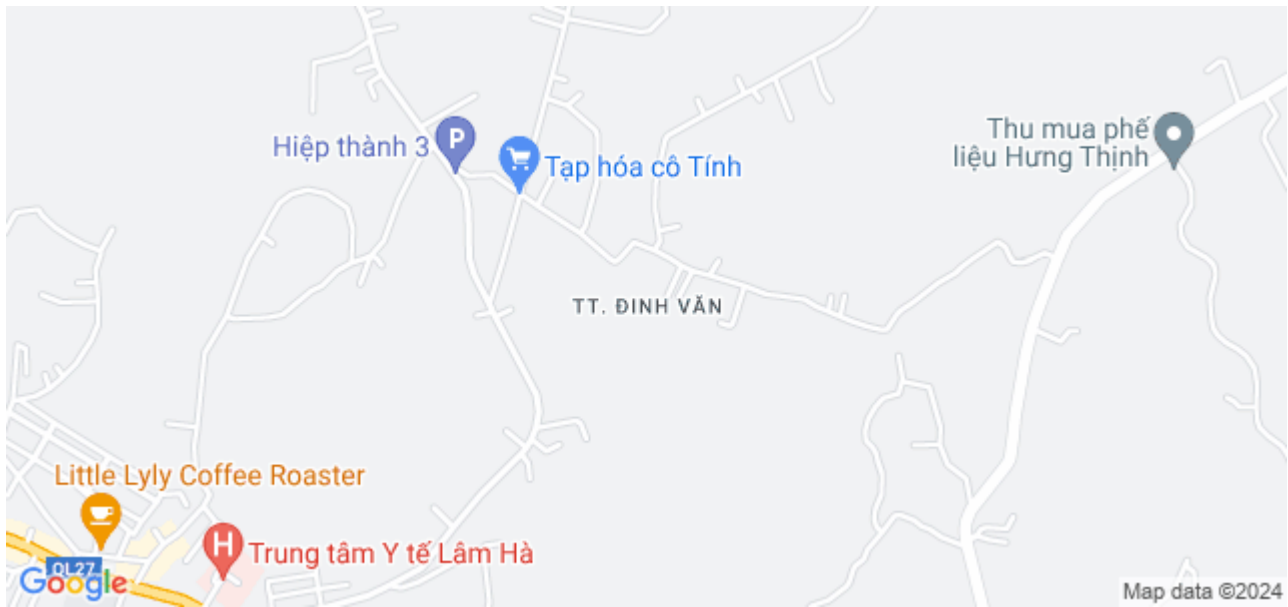 Thu mua phế
liệu Hưng Thịnh
P
Hiệp thành 3
Tạp hóa cô Tính
TT. ĐINH VĂN
Little Lyly Coffee Roaster
H
Trung tâm Y tế Lâm Hà
QL27
Google
Map data ©2024